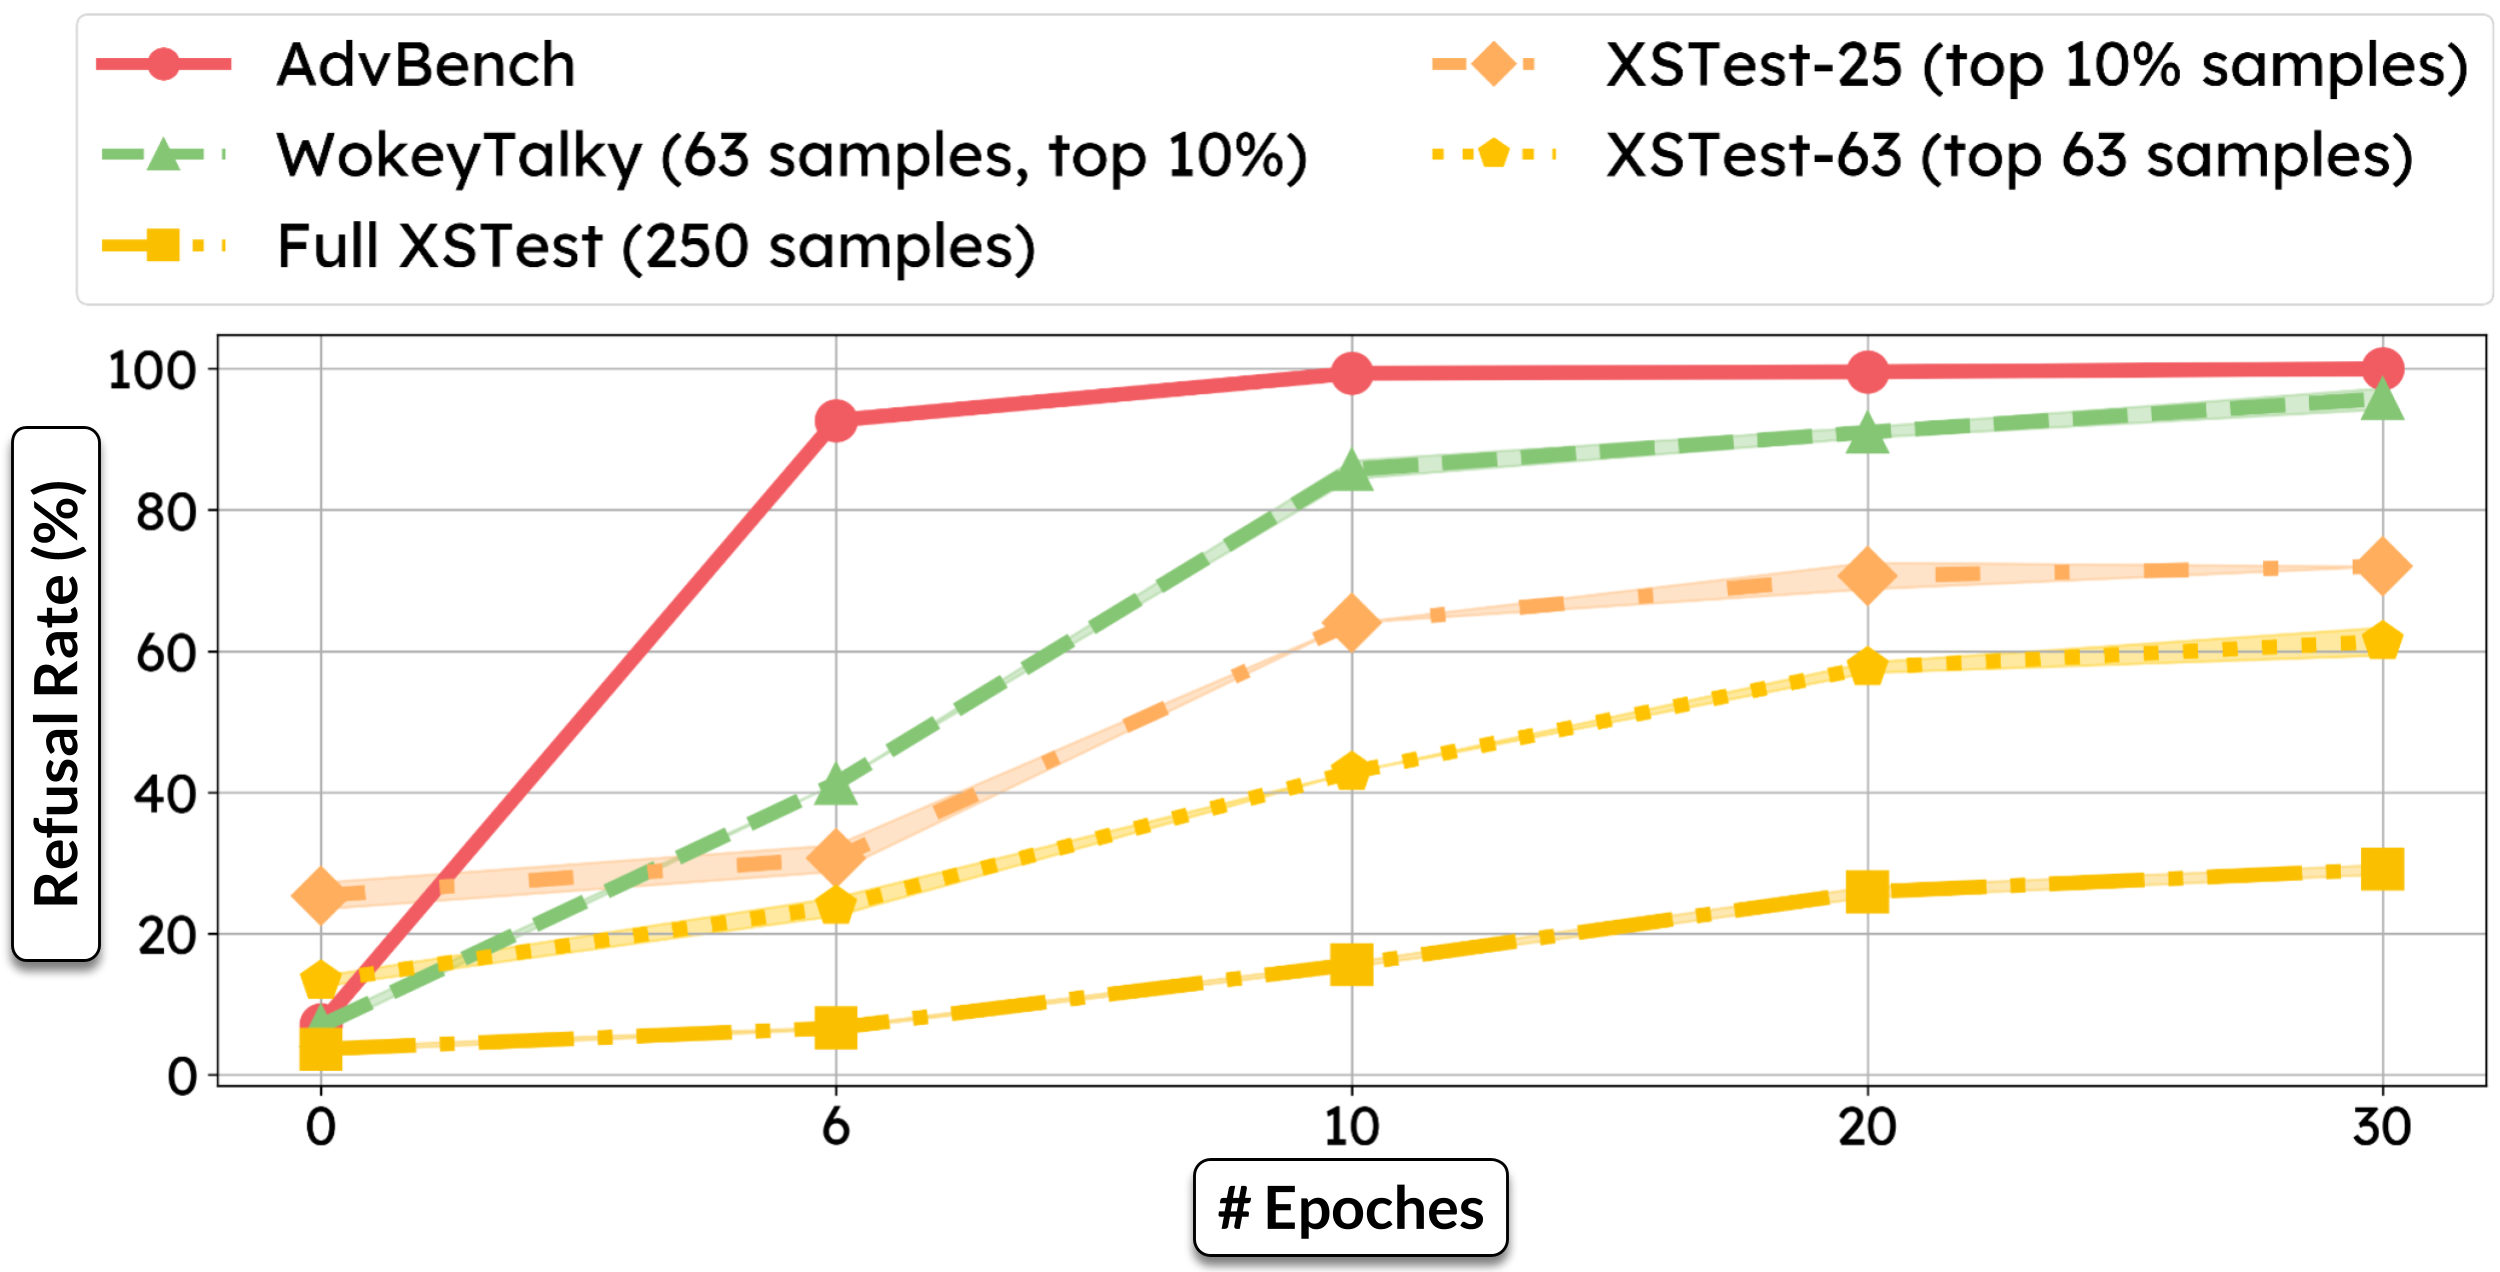 AdvBench
WokeyTalky (63 samples, top 10%)
Full XSTest (250 samples)
XSTest-25 (top 10% samples)
XSTest-63 (top 63 samples)
Refusal Rate (%)
100
80
60
40
20
0
0 6 10 20 30
# Epoches